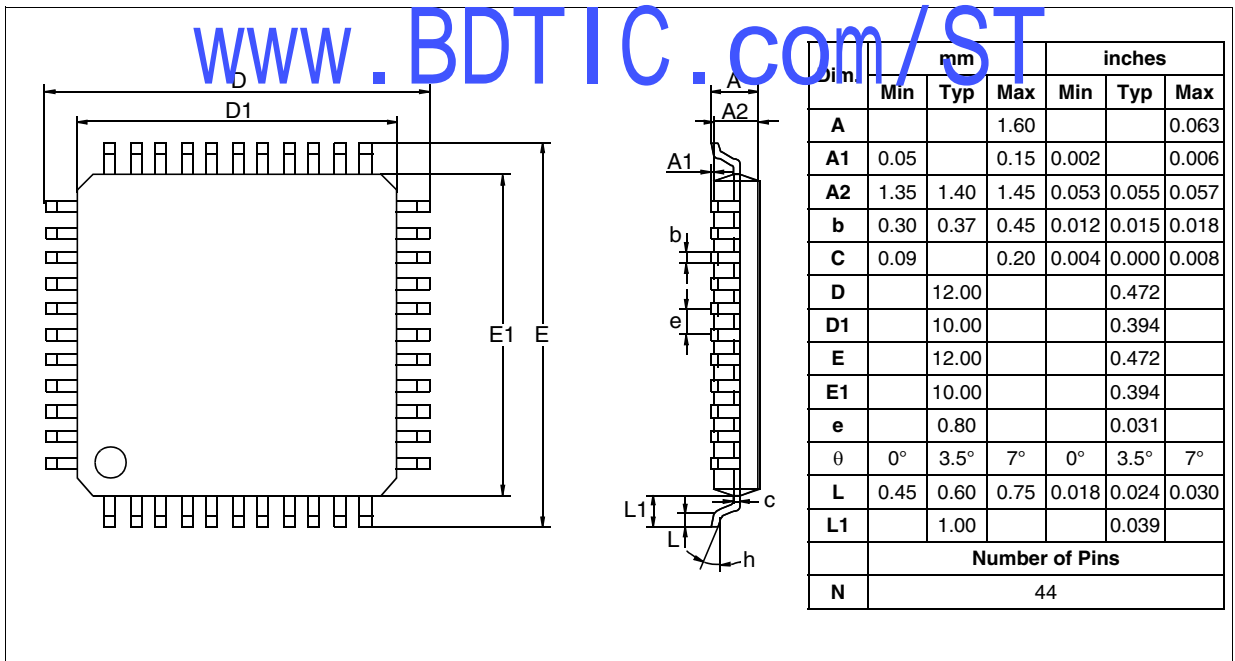 www.BDTIC.com/ST
D
D1
A
A2
A1
b
e
E1 E
L1
c
L
h
Dim. mm inches
Min Typ Max Min Typ Max
A 1.60 0.063
A1 0.05 0.15 0.002 0.006
A2 1.35 1.40 1.45 0.053 0.055 0.057
b 0.30 0.37 0.45 0.012 0.015 0.018
C 0.09 0.20 0.004 0.000 0.008
D 12.00 0.472
D1 10.00 0.394
E 12.00 0.472
E1 10.00 0.394
e 0.80 0.031
θ 0° 3.5° 7° 0° 3.5° 7°
L 0.45 0.60 0.75 0.018 0.024 0.030
L1 1.00 0.039
Number of Pins
N 44